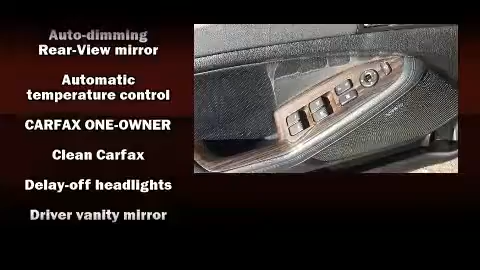 Auto-dimming
Rear-View mirror
Automatic
temperature control
CARFAX ONE-OWNER
Clean Carfax
Delay-off headlights
Driver vanity mirror